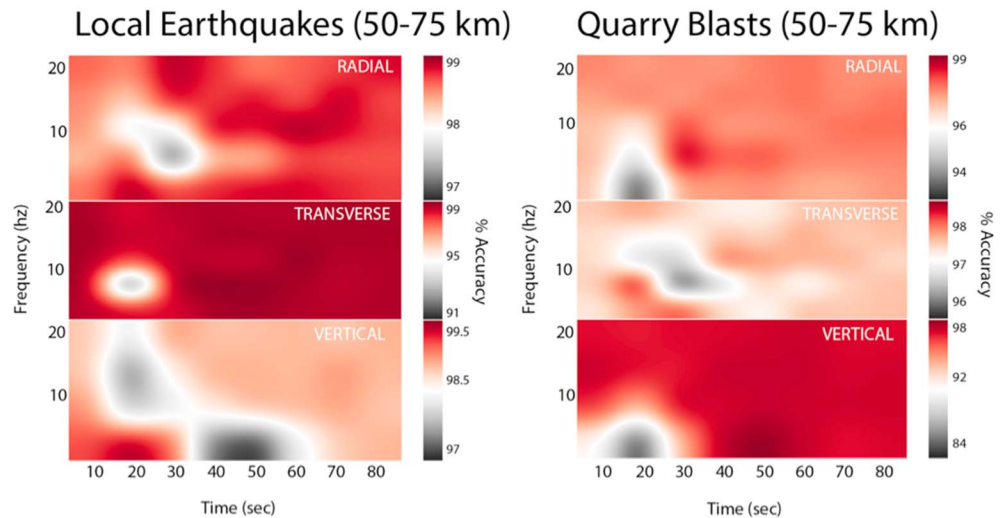 Local Earthquakes (50-75 km)
20
10
RADIAL
99
98
97
20
10
TRANSVERSE
99
95
91
20
10
VERTICAL
99.5
98.5
97
Frequency (hz)
% Accuracy
10 20 30 40 50 60 70 80
Time (sec)
Quarry Blasts (50-75 km)
20
10
RADIAL
99
96
94
20
10
TRANSVERSE
98
97
96
20
10
VERTICAL
98
92
84
Frequency (hz)
% Accuracy
10 20 30 40 50 60 70 80
Time (sec)